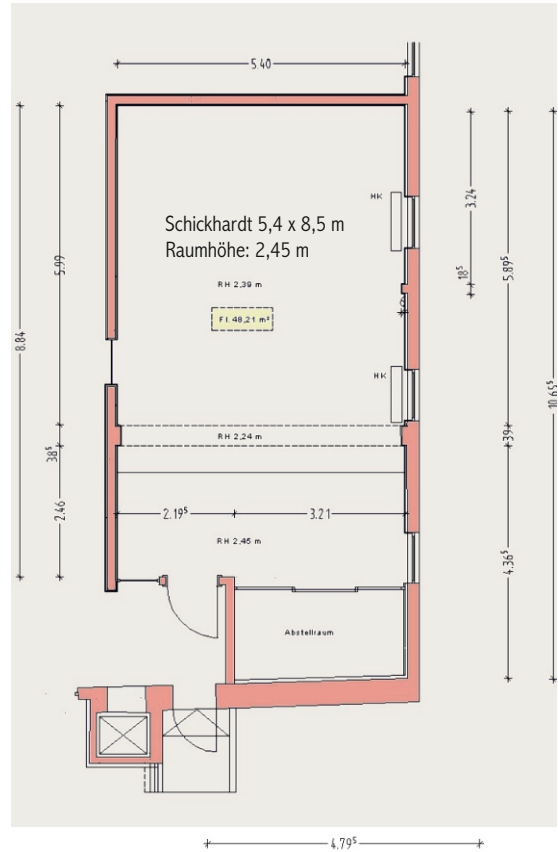 5.40
Schickhardt 5,4 x 8,5 m
Raumhöhe: 2,45 m
HK
3.24
5.99
RH 2,39 m
18⁵
5.89⁵
Fl. 48,21 m²
8.84
HK
10.65⁵
RH 2,24 m
39
38⁵
2.19⁵
3.21
2.46
RH 2,45 m
4.36⁵
Abstellraum
4.79⁵